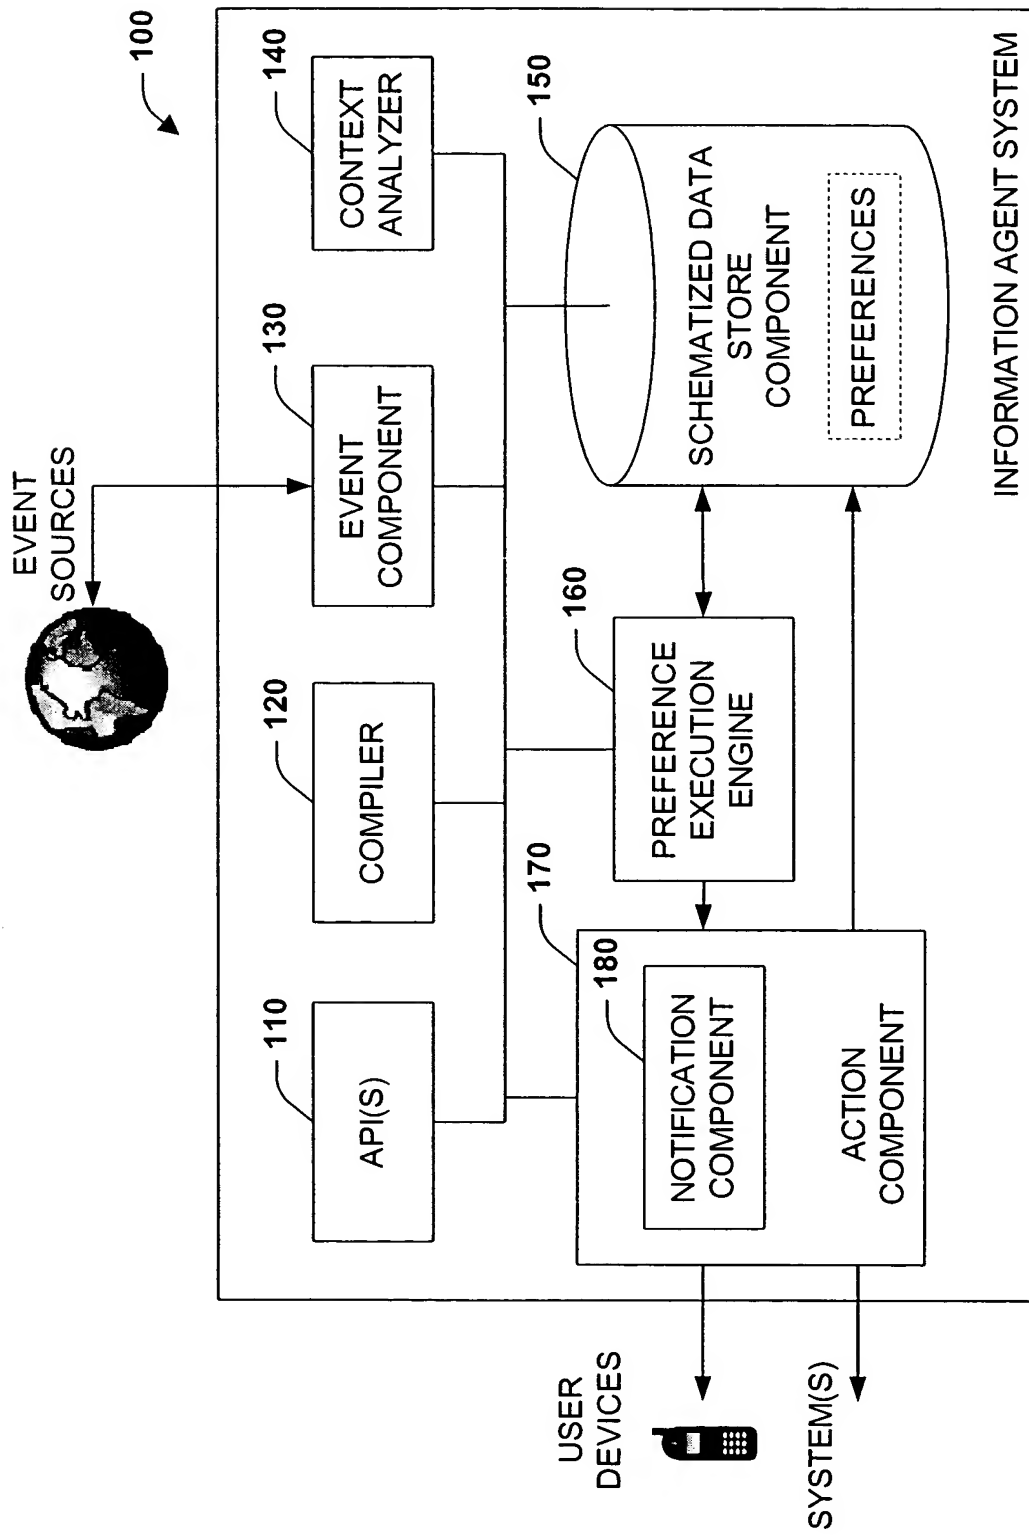 EVENT
SOURCES
100
110
API(S)
120
COMPILER
130
EVENT
COMPONENT
140
CONTEXT
ANALYZER
USER
DEVICES
SYSTEM(S)
170
180
NOTIFICATION
COMPONENT
ACTION
COMPONENT
160
PREFERENCE
EXECUTION
ENGINE
150
SCHEMATIZED DATA
STORE
COMPONENT
PREFERENCES
INFORMATION AGENT SYSTEM